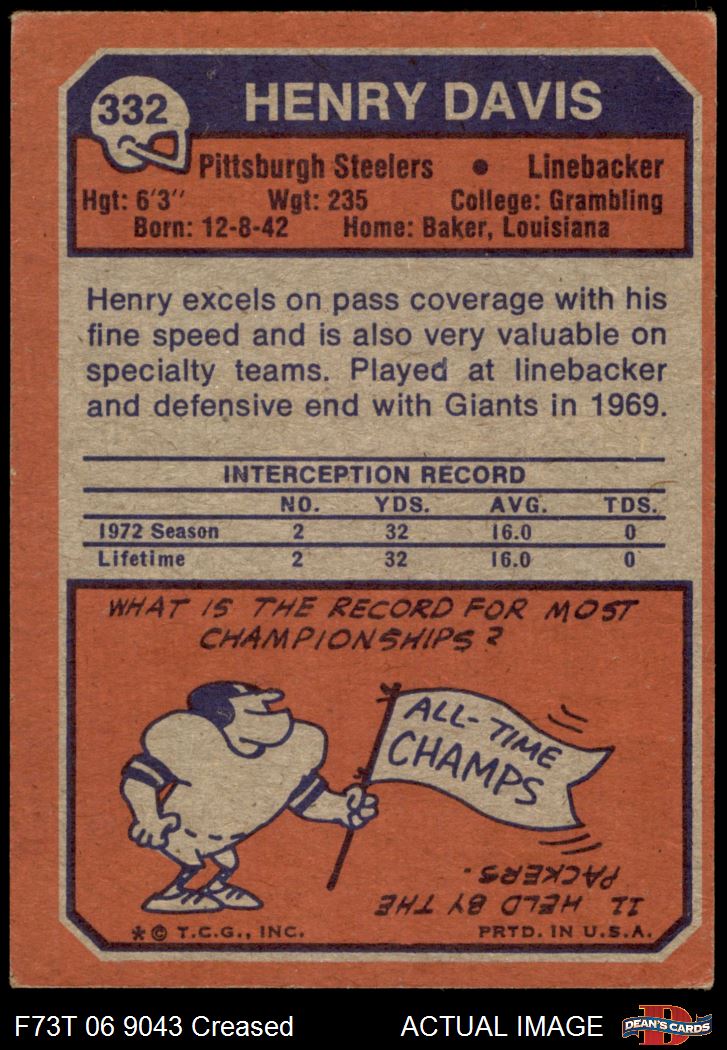 332
HENRY DAVIS
Pittsburgh Steelers ● Linebacker
Hgt: 6'3" Wgt: 235 College: Grambling
Born: 12-8-42 Home: Baker, Louisiana
Henry excels on pass coverage with his
fine speed and is also very valuable on
specialty teams. Played at linebacker
and defensive end with Giants in 1969.
INTERCEPTION RECORD
NO. YDS. AVG. TDS.
1972 Season 2 32 16.0 0
Lifetime 2 32 16.0 0
WHAT IS THE RECORD FOR MOST
CHAMPIONSHIPS?
ALL-TIME
CHAMPS
11 HELD BY THE
PACKERS.
*© T.C.G., INC. PRTD. IN U.S.A.
F73T 06 9043 Creased ACTUAL IMAGE
D
DEAN'S CARDS